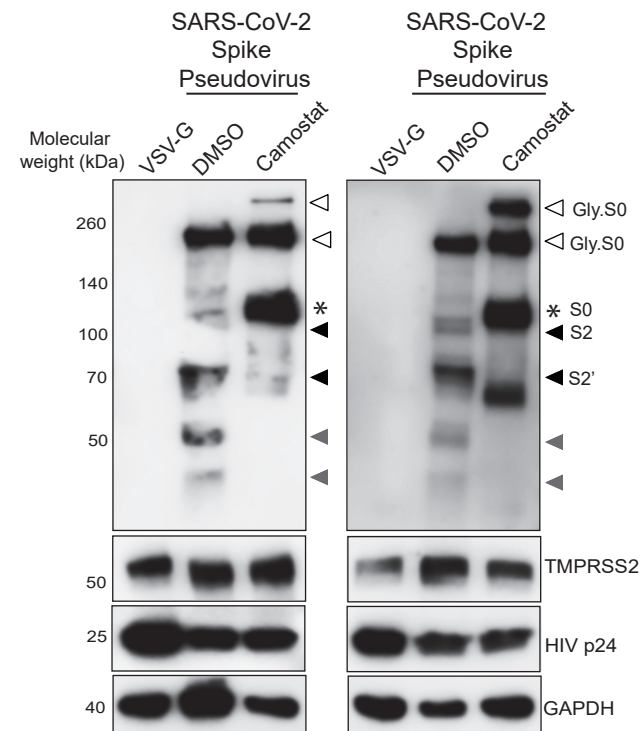 SARS-CoV-2
Spike
Pseudovirus
SARS-CoV-2
Spike
Pseudovirus
Molecular
weight (kDa)
VSV-G
DMSO
Camostat
VSV-G
DMSO
Camostat
260
140
100
70
50
*
Gly.S0
Gly.S0
* S0
S2
S2'
50
TMPRSS2
25
HIV p24
40
GAPDH